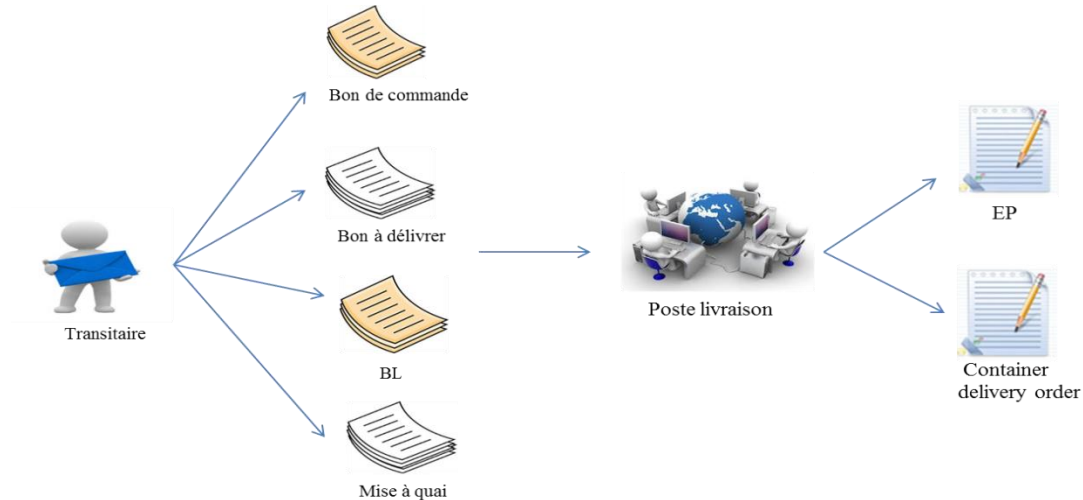 Bon de commande
Bon à délivrer
Transitaire
BL
Mise à quai
Poste livraison
EP
Container
delivery order